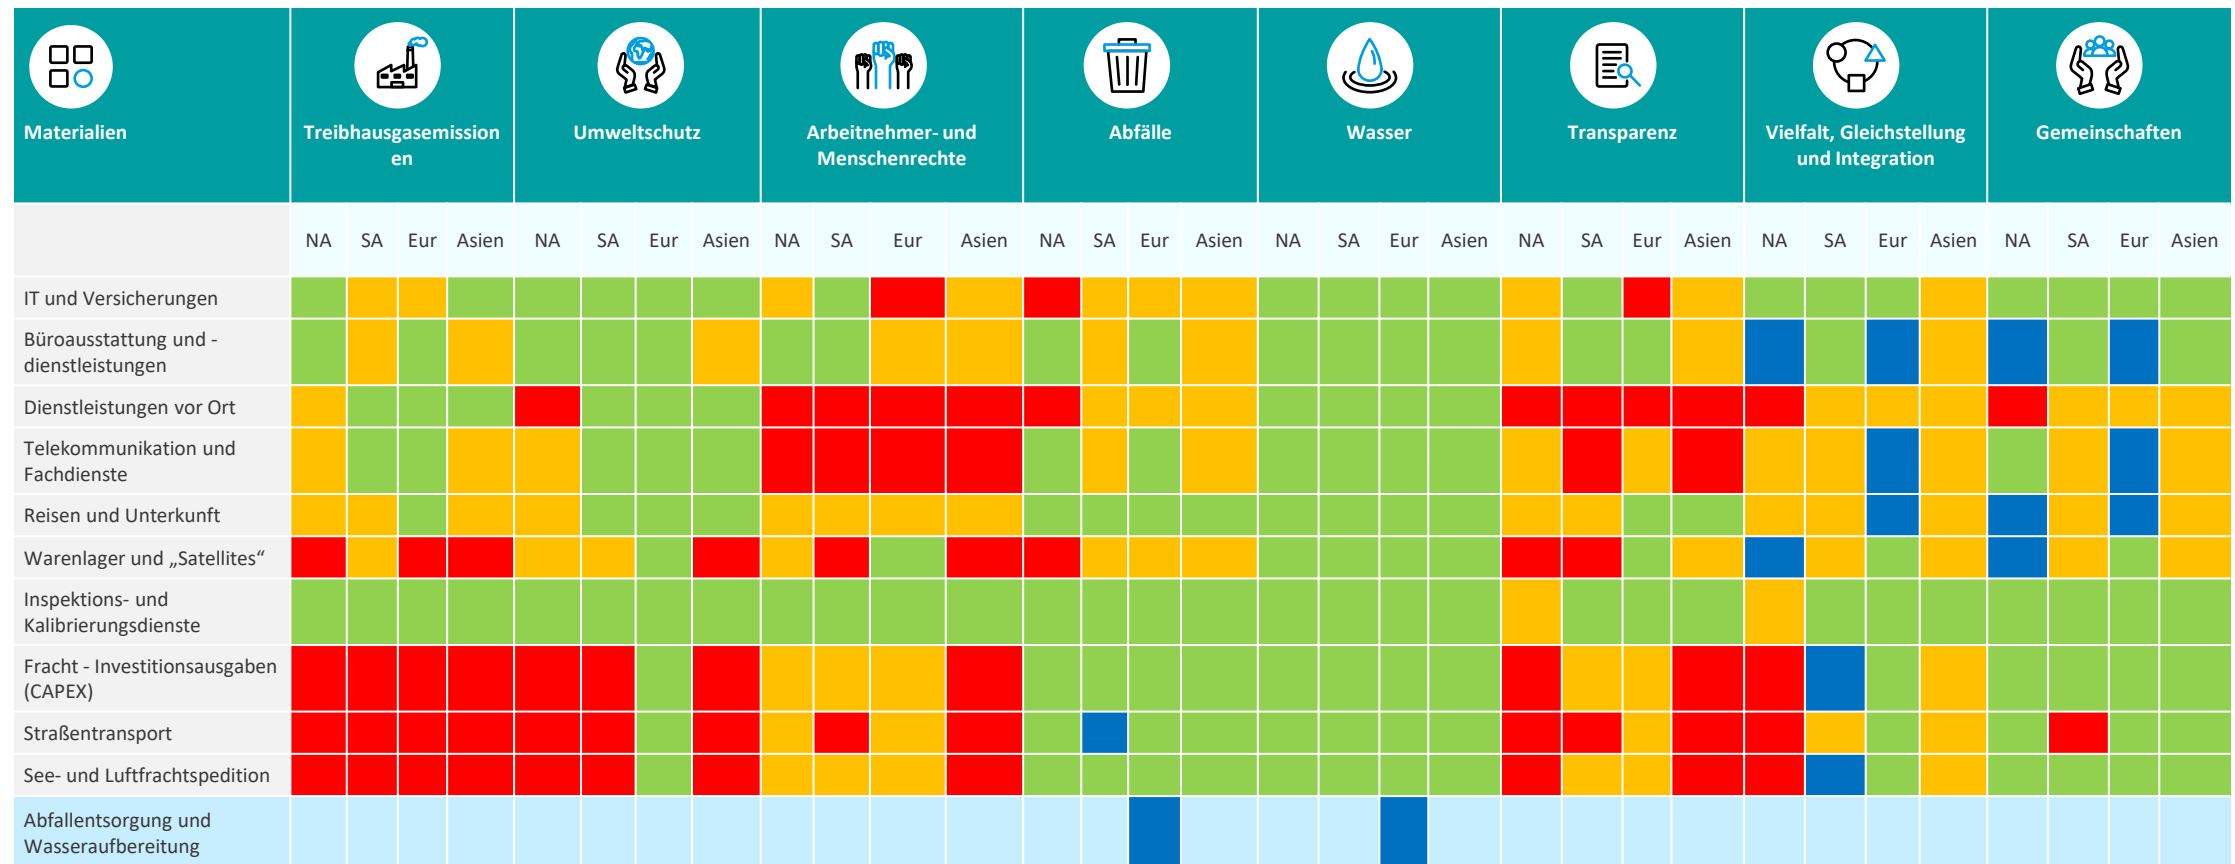 Materialien
Treibhausgasemission
en
Umweltschutz
Arbeitnehmer- und
Menschenrechte
Abfälle
Wasser
Transparenz
Vielfalt, Gleichstellung
und Integration
Gemeinschaften
NA SA Eur Asien NA SA Eur Asien NA SA Eur Asien NA SA Eur Asien NA SA Eur Asien NA SA Eur Asien NA SA Eur Asien NA SA Eur Asien
IT und Versicherungen
Büroausstattung und -
dienstleistungen
Dienstleistungen vor Ort
Telekommunikation und
Fachdienste
Reisen und Unterkunft
Warenlager und „Satellites“
Inspektions- und
Kalibrierungsdienste
Fracht - Investitionsausgaben
(CAPEX)
Straßentransport
See- und Luftfrachtspedition
Abfallentsorgung und
Wasseraufbereitung